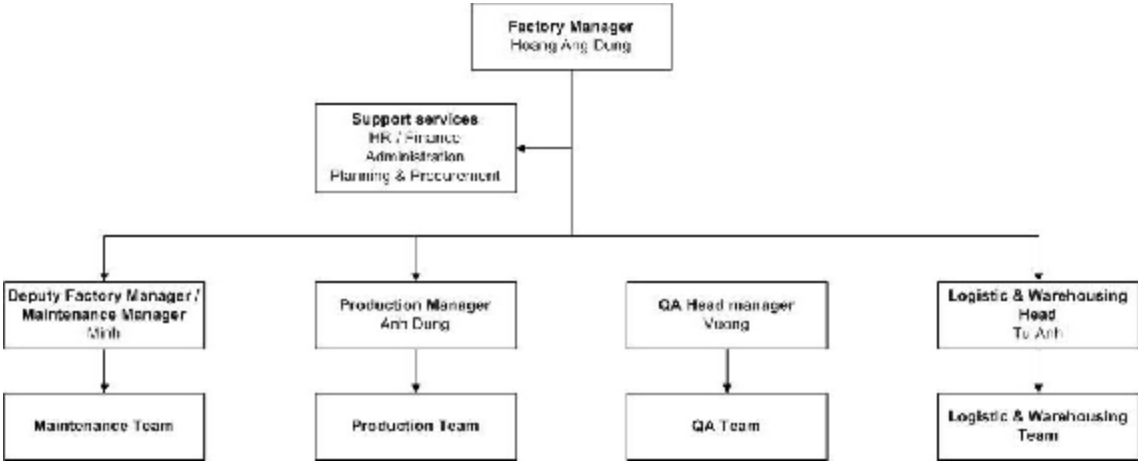 Factory Manager
Hoang Ang Dung
Support services
HR / Finance
Administration
Planning & Procurement
Deputy Factory Manager /
Maintenance Manager
Minh
Production Manager
Anh Dung
QA Head manager
Vuong
Logistic & Warehousing
Head
Tu Anh
Maintenance Team
Production Team
QA Team
Logistic & Warehousing
Team